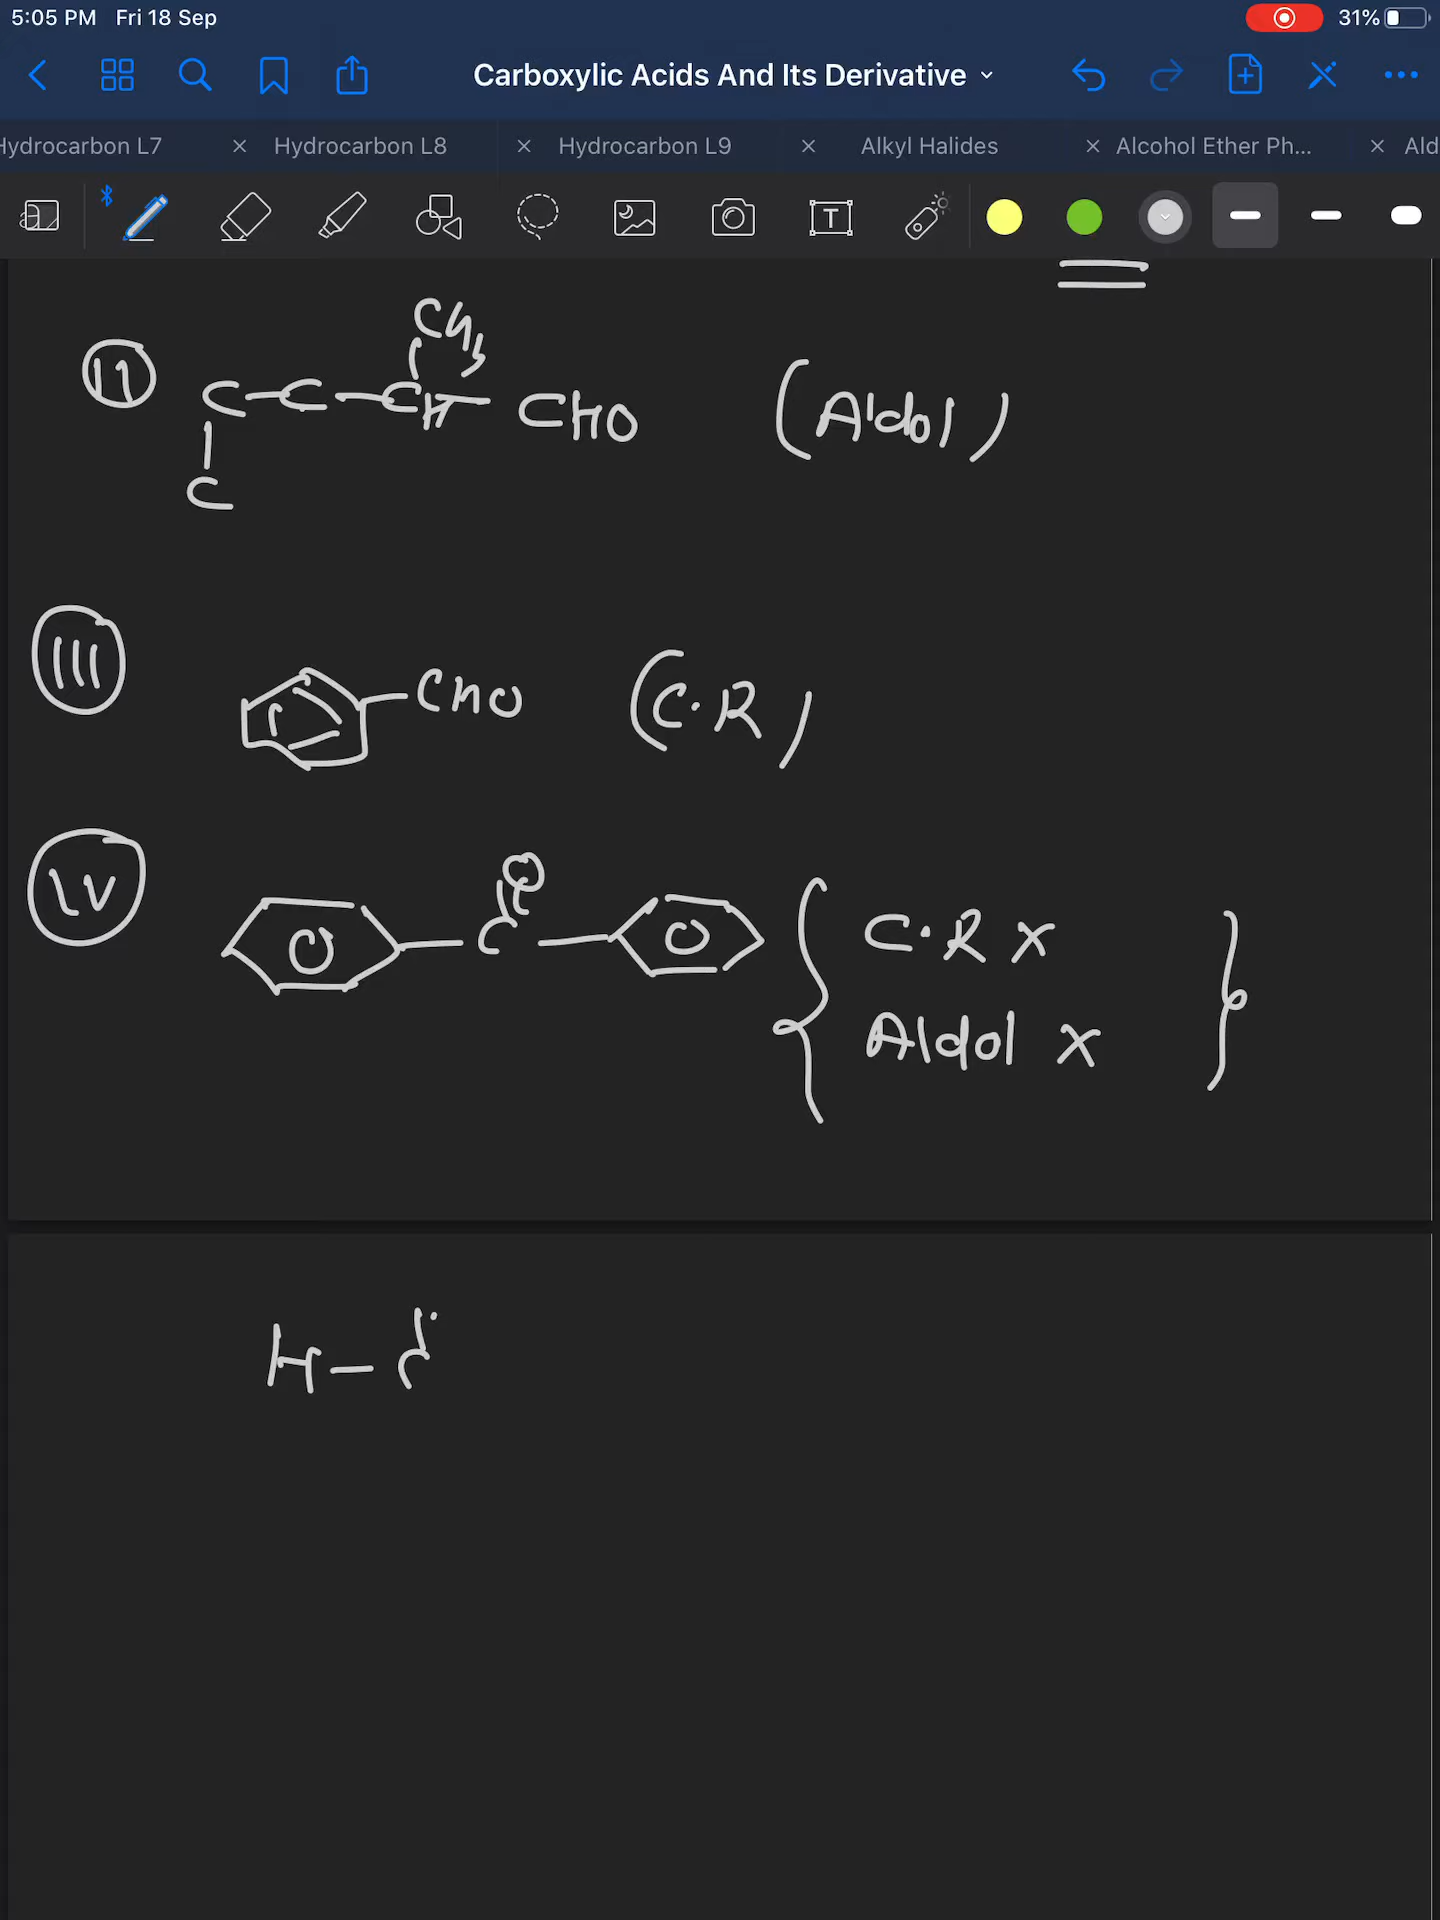 5:05 PM Fri 18 Sep 31%
Carboxylic Acids And Its Derivative
Hydrocarbon L7 × Hydrocarbon L8 × Hydrocarbon L9 × Alkyl Halides × Alcohol Ether Ph... × Ald
a T
CH3
(ii) C-C-CH- CHO (Aldol)
C
(iii) -CHO (C.R)
O
(iv) -C- { C.R x }
Aldol x
H-